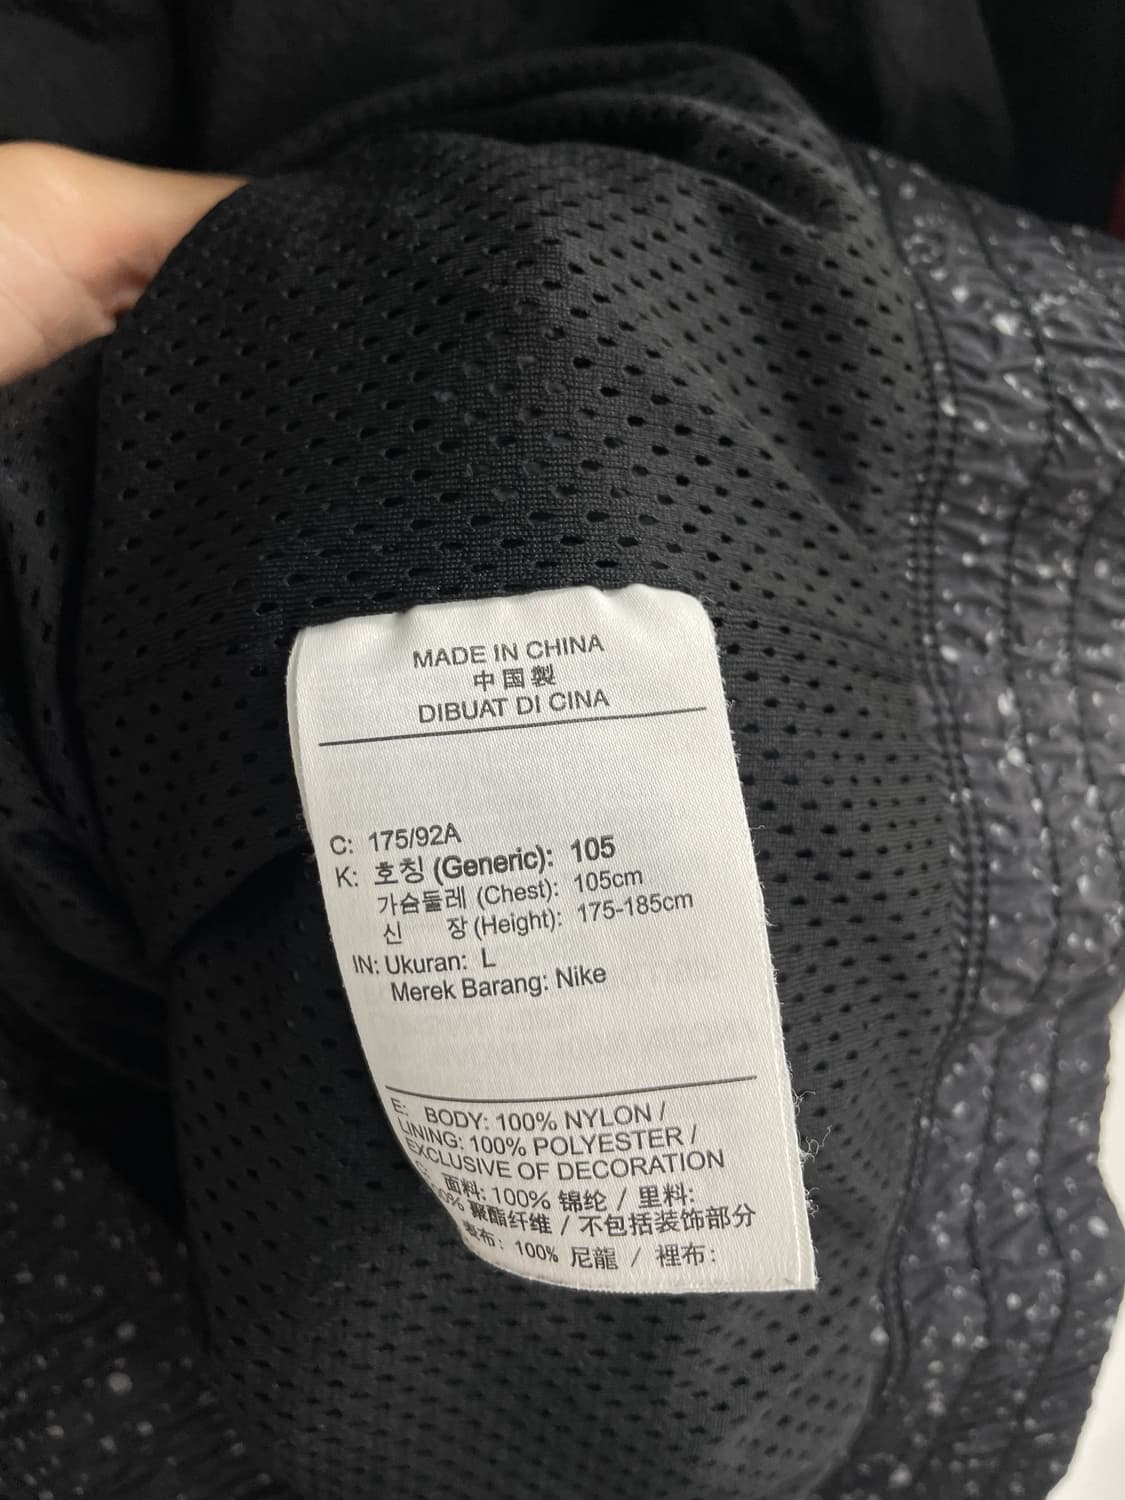 MADE IN CHINA
中国製
DIBUAT DI CINA
C: 175/92A
K: 호칭 (Generic): 105
가슴둘레 (Chest): 105cm
신 장 (Height): 175-185cm
IN: Ukuran: L
Merek Barang: Nike
E: BODY: 100% NYLON /
LINING: 100% POLYESTER /
EXCLUSIVE OF DECORATION
面料: 100% 锦纶 / 里料:
聚酯纤维 / 不包括装饰部分
表布: 100% 尼龍 / 裡布: